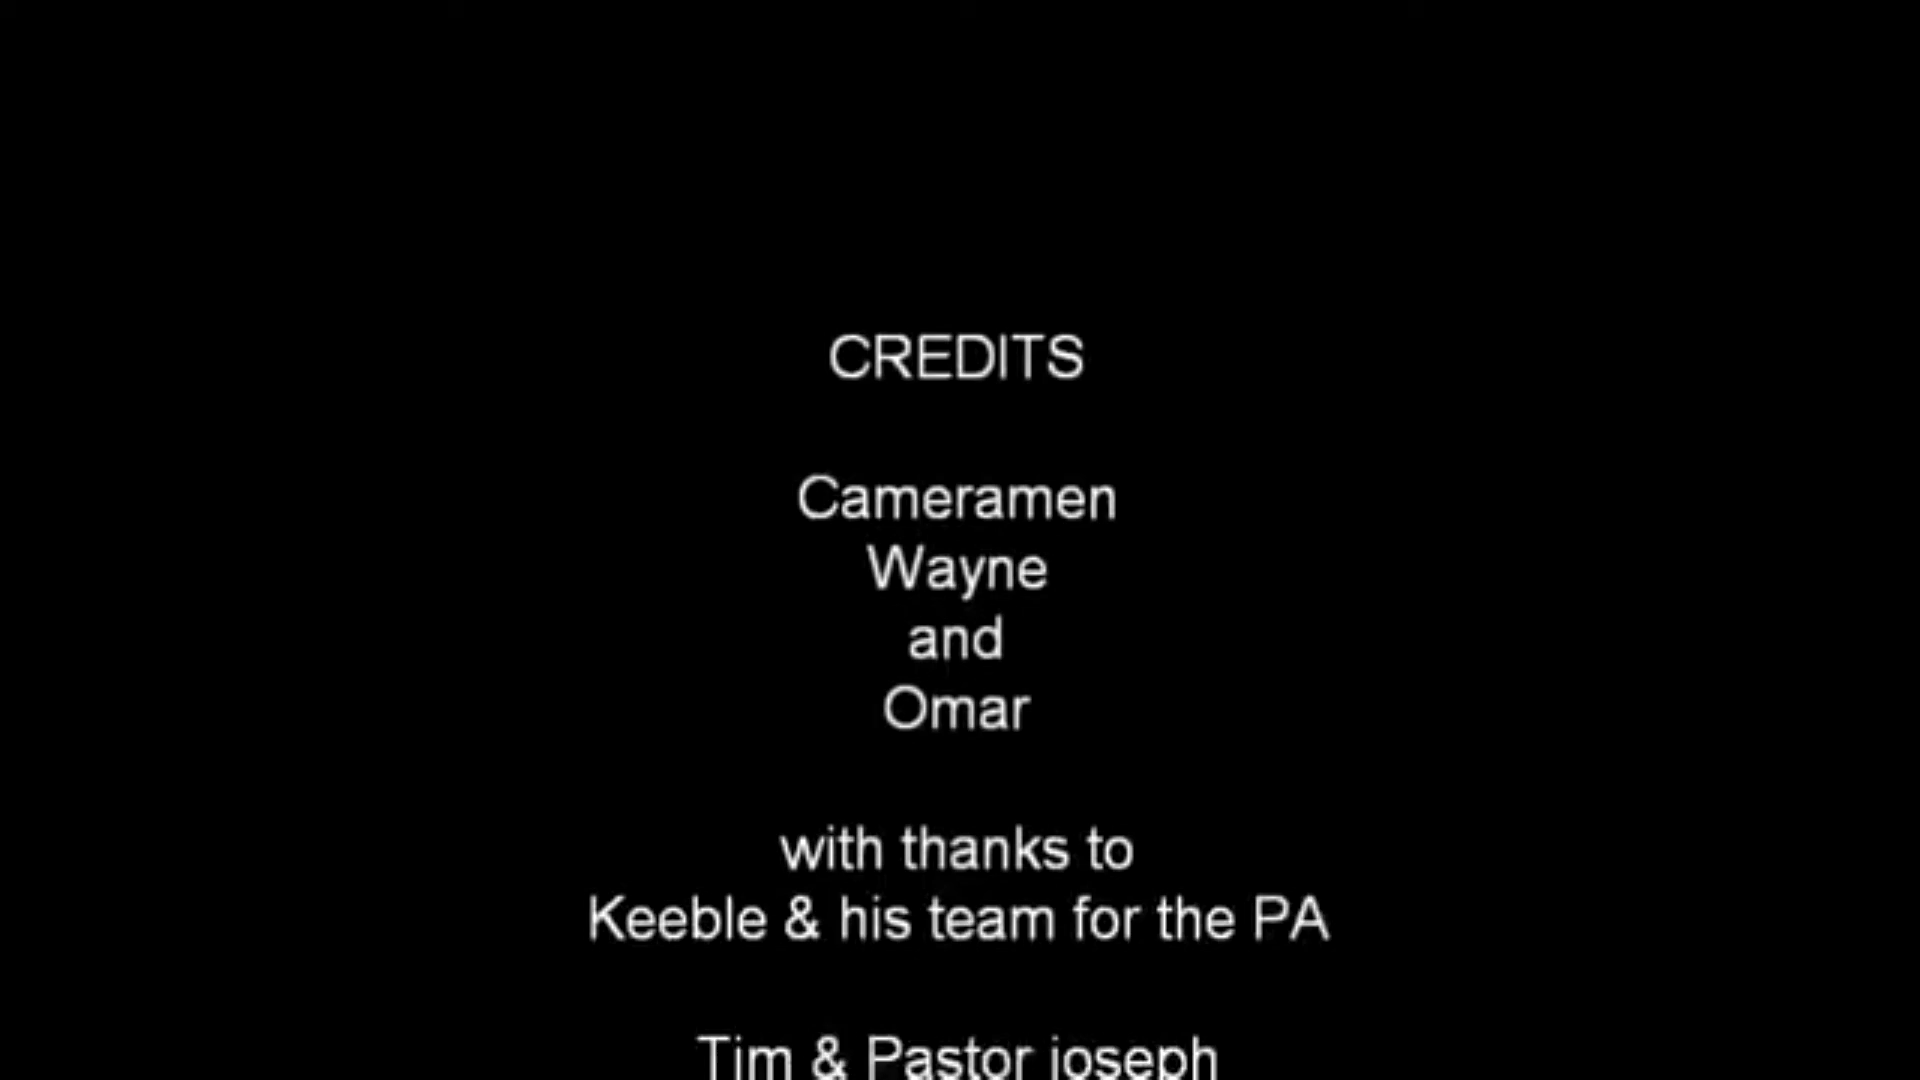 CREDITS
Cameramen
Wayne
and
Omar
with thanks to
Keeble & his team for the PA
Tim & Pastor joseph